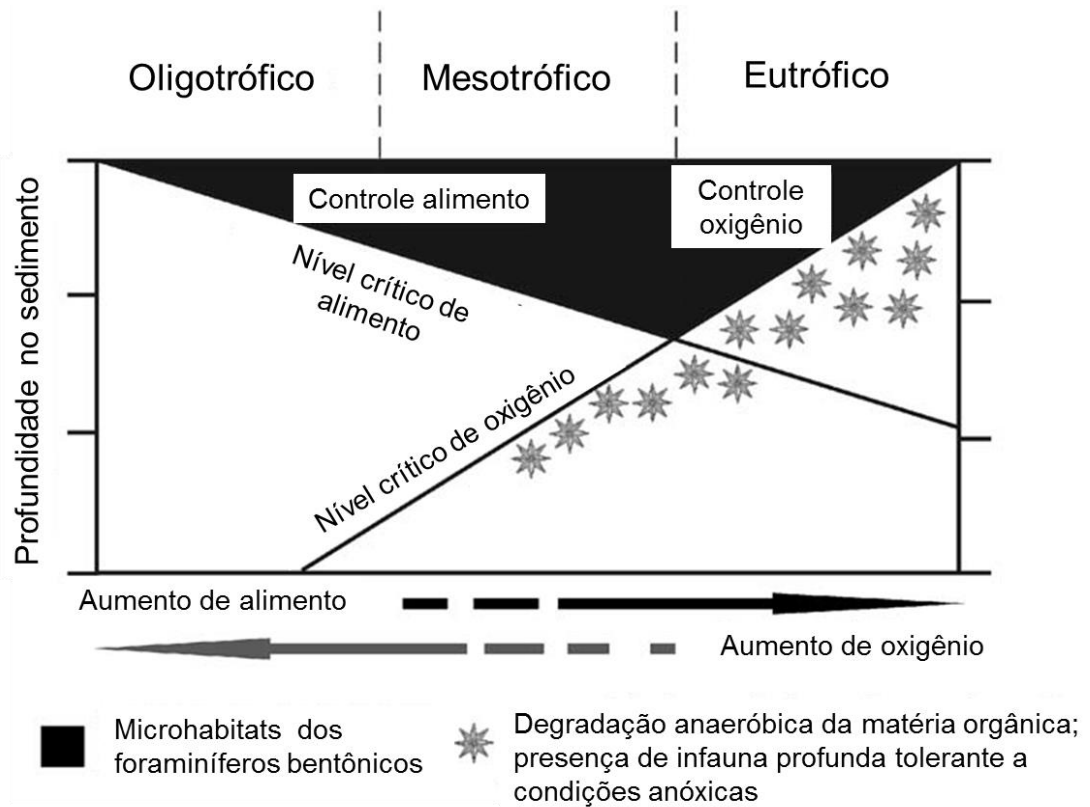 Oligotrófico
Mesotrófico
Eutrófico
Profundidade no sedimento
Controle alimento
Controle
oxigênio
Nível crítico de
alimento
Nível crítico de oxigênio
Aumento de alimento
Aumento de oxigênio
Microhabitats dos
foraminíferos bentônicos
Degradação anaeróbica da matéria orgânica;
presença de infauna profunda tolerante a
condições anóxicas